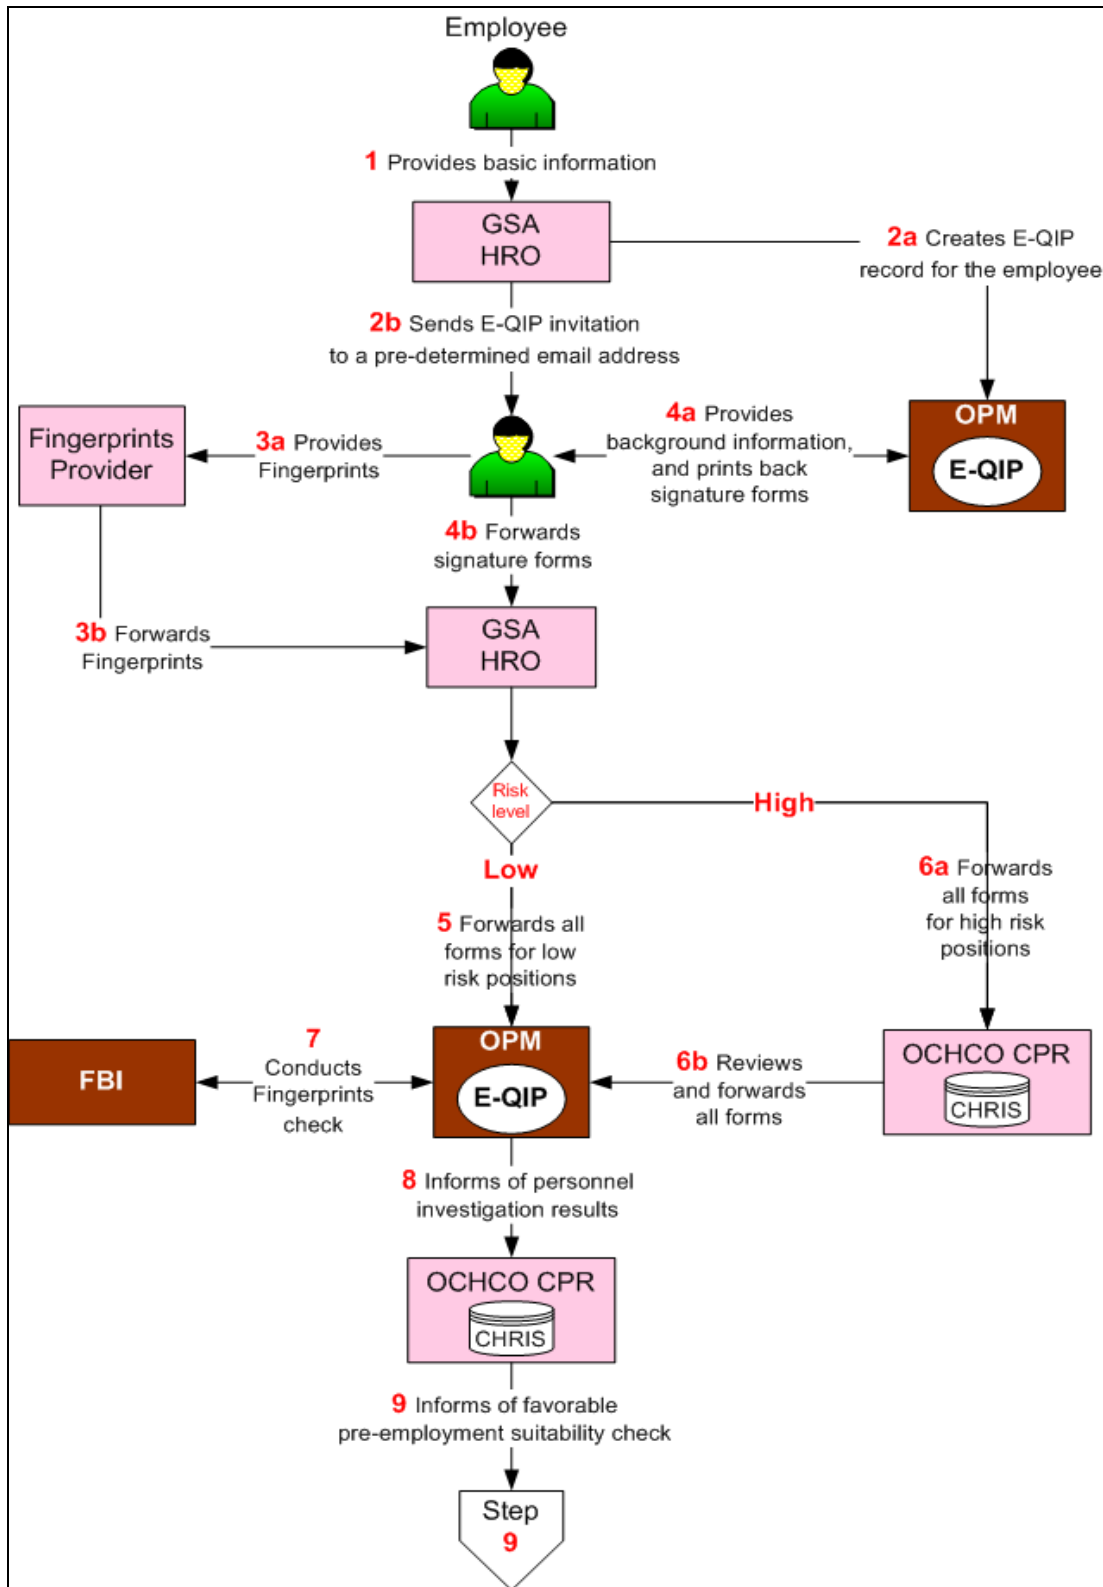 Employee
1 Provides basic information
GSA
HRO
2a Creates E-QIP
record for the employee
2b Sends E-QIP invitation
to a pre-determined email address
Fingerprints
Provider
3a Provides
Fingerprints
4a Provides
background information,
and prints back
signature forms
OPM
E-QIP
4b Forwards
signature forms
3b Forwards
Fingerprints
GSA
HRO
Risk
level
High
Low
6a Forwards
all forms
for high risk
positions
5 Forwards all
forms for low
risk positions
FBI
7
Conducts
Fingerprints
check
OPM
E-QIP
6b Reviews
and forwards
all forms
OCHCO CPR
CHRIS
8 Informs of personnel
investigation results
OCHCO CPR
CHRIS
9 Informs of favorable
pre-employment suitability check
Step
9